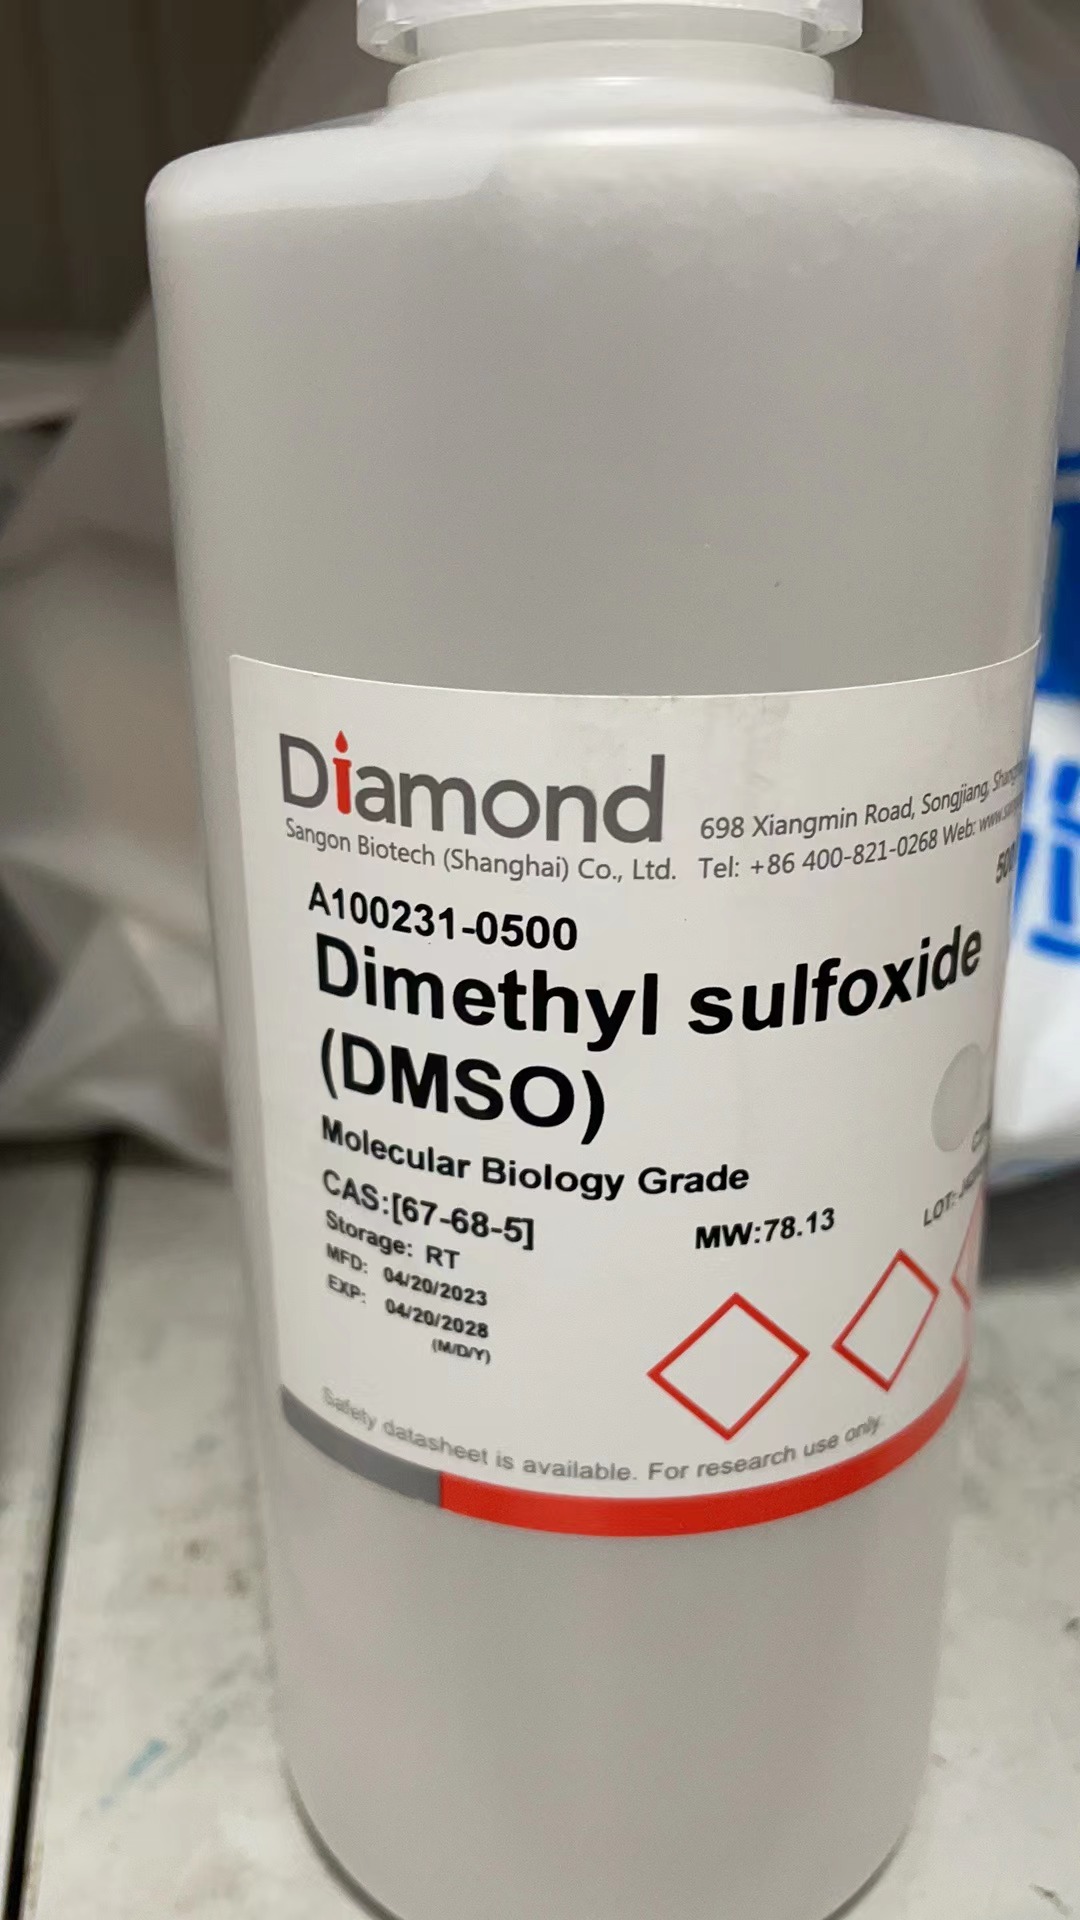 Diamond
Sangon Biotech (Shanghai) Co., Ltd.
698 Xiangmin Road, Songjiang,
Tel: +86 400-821-0268 Web:
A100231-0500
Dimethyl sulfoxide
(DMSO)
Molecular Biology Grade
CAS:[67-68-5]
MW:78.13
LOT:
Storage: RT
MFD: 04/20/2023
EXP: 04/20/2028
(M/D/Y)
Safety datasheet is available. For research use only.